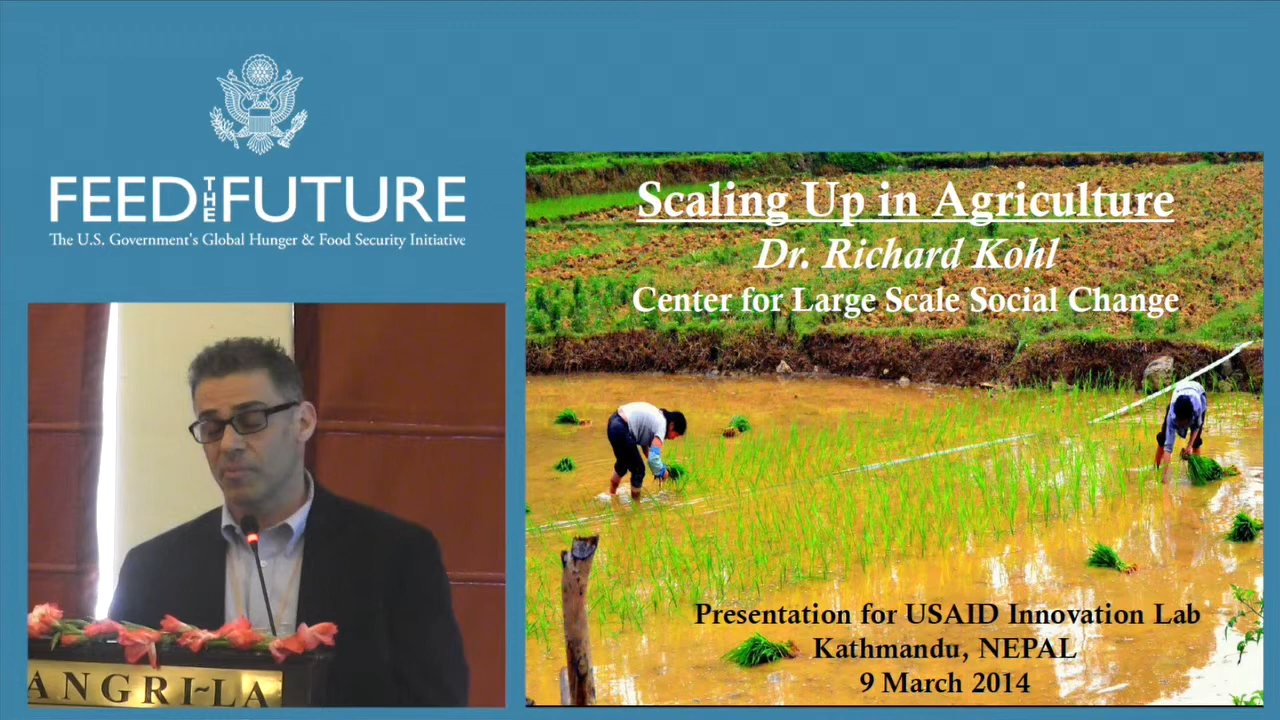 FEED THE FUTURE
The U.S. Government's Global Hunger & Food Security Initiative
Scaling Up in Agriculture
Dr. Richard Kohl
Center for Large Scale Social Change
Presentation for USAID Innovation Lab
Kathmandu, NEPAL
9 March 2014
ANGRI~LA